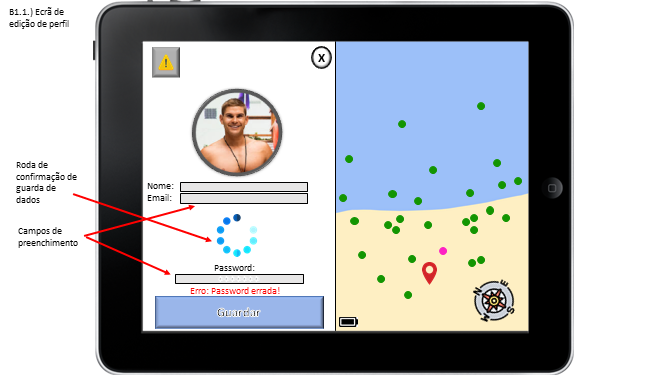 B1.1.) Ecrã de
edição de perfil
X
Nome:
Email:
Roda de
confirmação de
guarda de
dados
Campos de
preenchimento
Password:
Erro: Password errada!
Guardar
N
E
S
W